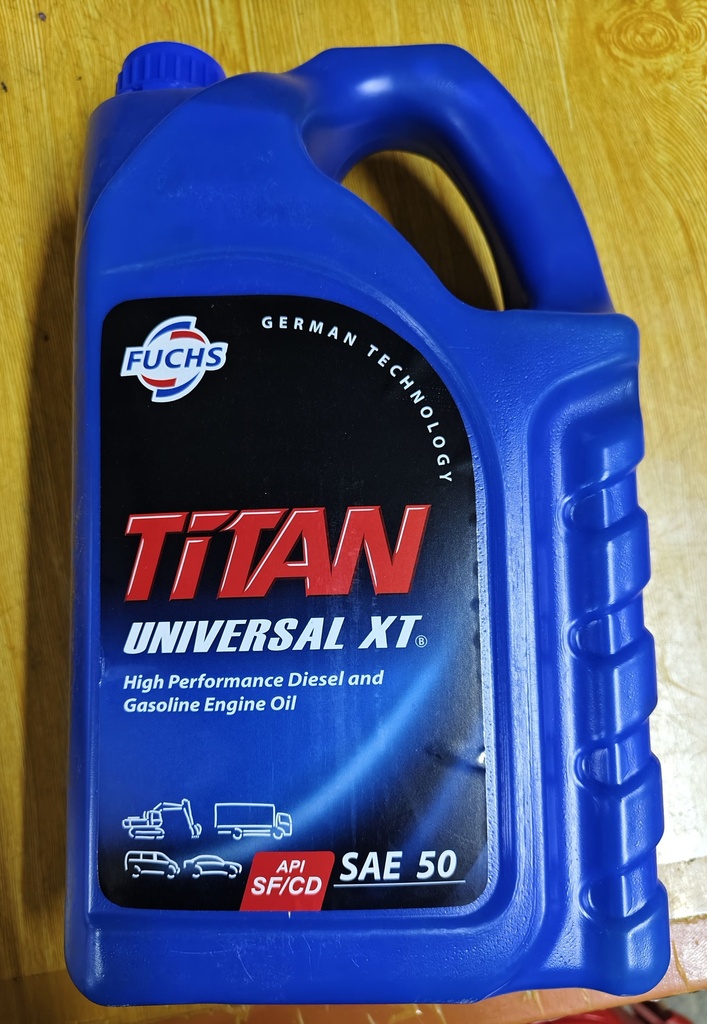 FUCHS
GERMAN TECHNOLOGY
TiTAN
UNIVERSAL XT ®
High Performance Diesel and
Gasoline Engine Oil
API
SF/CD
SAE 50